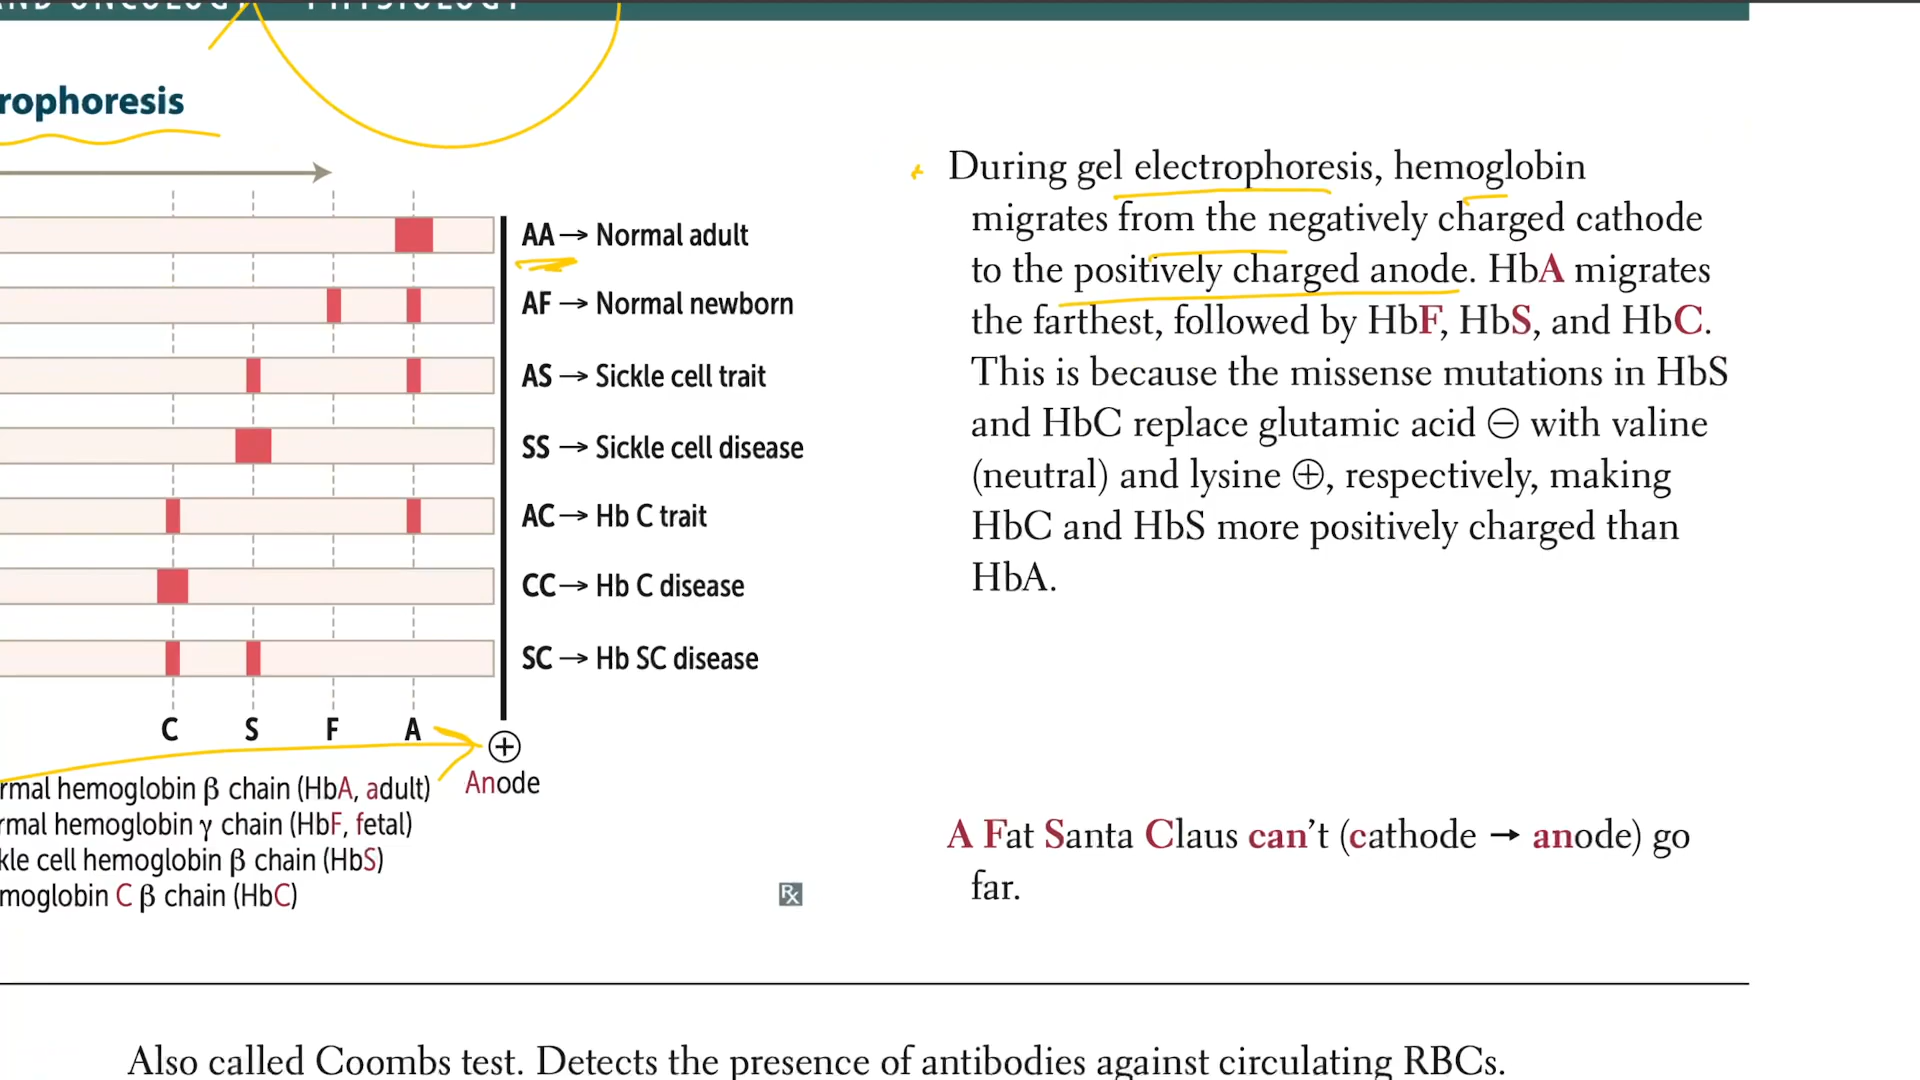 AND ONCOLOGY PHYSIOLOGY
rophoresis
AA → Normal adult
AF → Normal newborn
AS → Sickle cell trait
SS → Sickle cell disease
AC → Hb C trait
CC → Hb C disease
SC → Hb SC disease
C S F A
⊕
Anode
rmal hemoglobin β chain (HbA, adult)
rmal hemoglobin γ chain (HbF, fetal)
kle cell hemoglobin β chain (HbS)
moglobin C β chain (HbC)
Rx
During gel electrophoresis, hemoglobin
migrates from the negatively charged cathode
to the positively charged anode. HbA migrates
the farthest, followed by HbF, HbS, and HbC.
This is because the missense mutations in HbS
and HbC replace glutamic acid ⊖ with valine
(neutral) and lysine ⊕, respectively, making
HbC and HbS more positively charged than
HbA.
A Fat Santa Claus can't (cathode → anode) go
far.
Also called Coombs test. Detects the presence of antibodies against circulating RBCs.